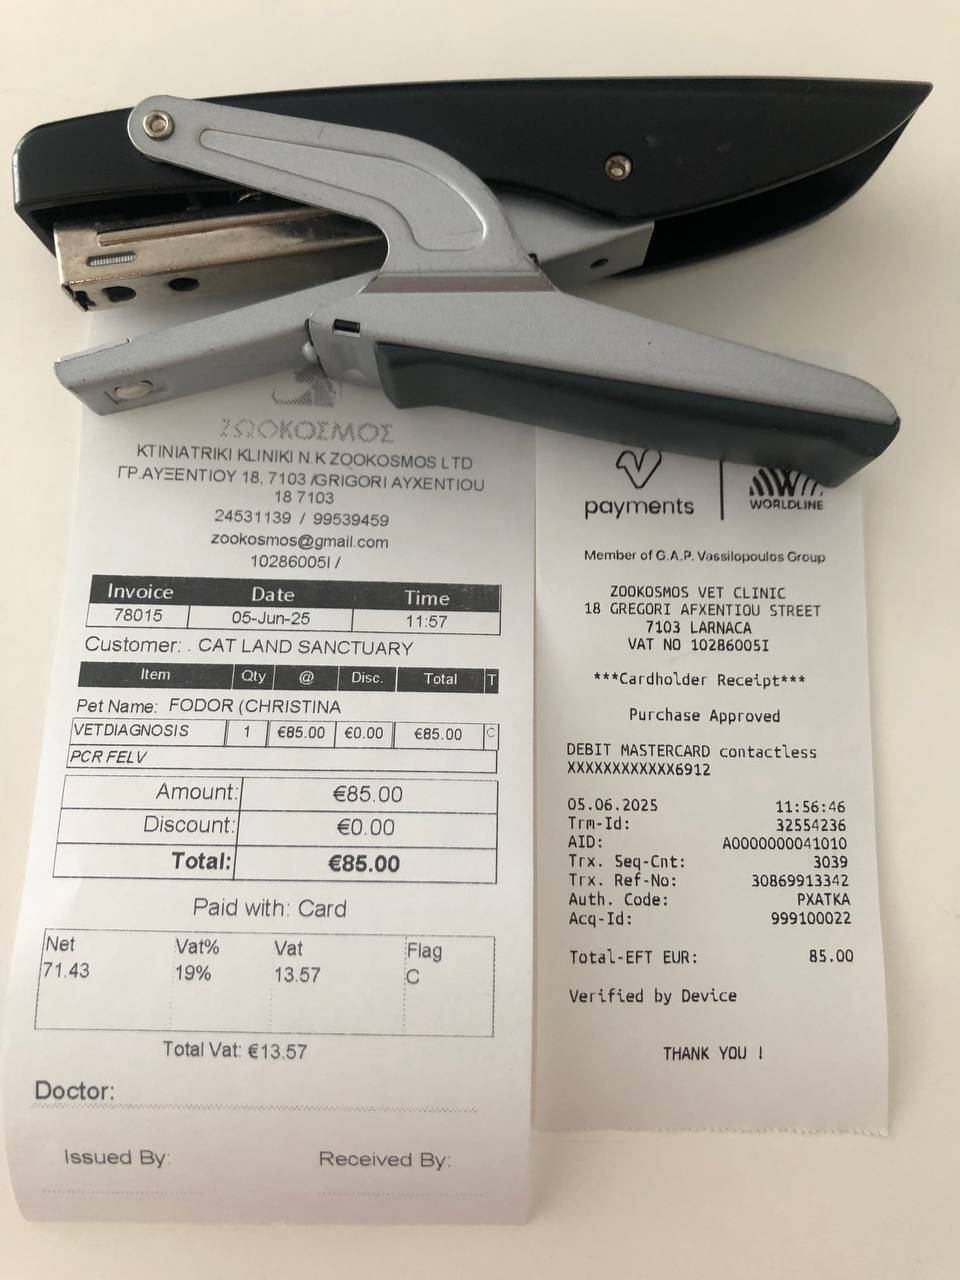 ΖΩΟΚΟΣΜΟΣ
KTINIATRIKI KLINIKI N.K ZOOKOSMOS LTD
ΓΡ.ΑΥΞΕΝΤΙΟΥ 18, 7103 /GRIGORI AYXENTIOU
18 7103
24531139 / 99539459
zookosmos@gmail.com
10286005I /
Invoice Date Time
78015 05-Jun-25 11:57
Customer: . CAT LAND SANCTUARY
Item Qty @ Disc. Total T
Pet Name: FODOR (CHRISTINA
VETDIAGNOSIS 1 €85.00 €0.00 €85.00 C
PCR FELV
Amount: €85.00
Discount: €0.00
Total: €85.00
Paid with: Card
Net Vat% Vat Flag
71.43 19% 13.57 C
Total Vat: €13.57
Doctor:
Issued By: Received By:
payments WORLDLINE
Member of G.A.P. Vassilopoulos Group
ZOOKOSMOS VET CLINIC
18 GREGORI AFXENTIOU STREET
7103 LARNACA
VAT NO 10286005I
***Cardholder Receipt***
Purchase Approved
DEBIT MASTERCARD contactless
XXXXXXXXXXXX6912
05.06.2025 11:56:46
Trm-Id: 32554236
AID: A0000000041010
Trx. Seq-Cnt: 3039
Trx. Ref-No: 30869913342
Auth. Code: PXATKA
Acq-Id: 999100022
Total-EFT EUR: 85.00
Verified by Device
THANK YOU !